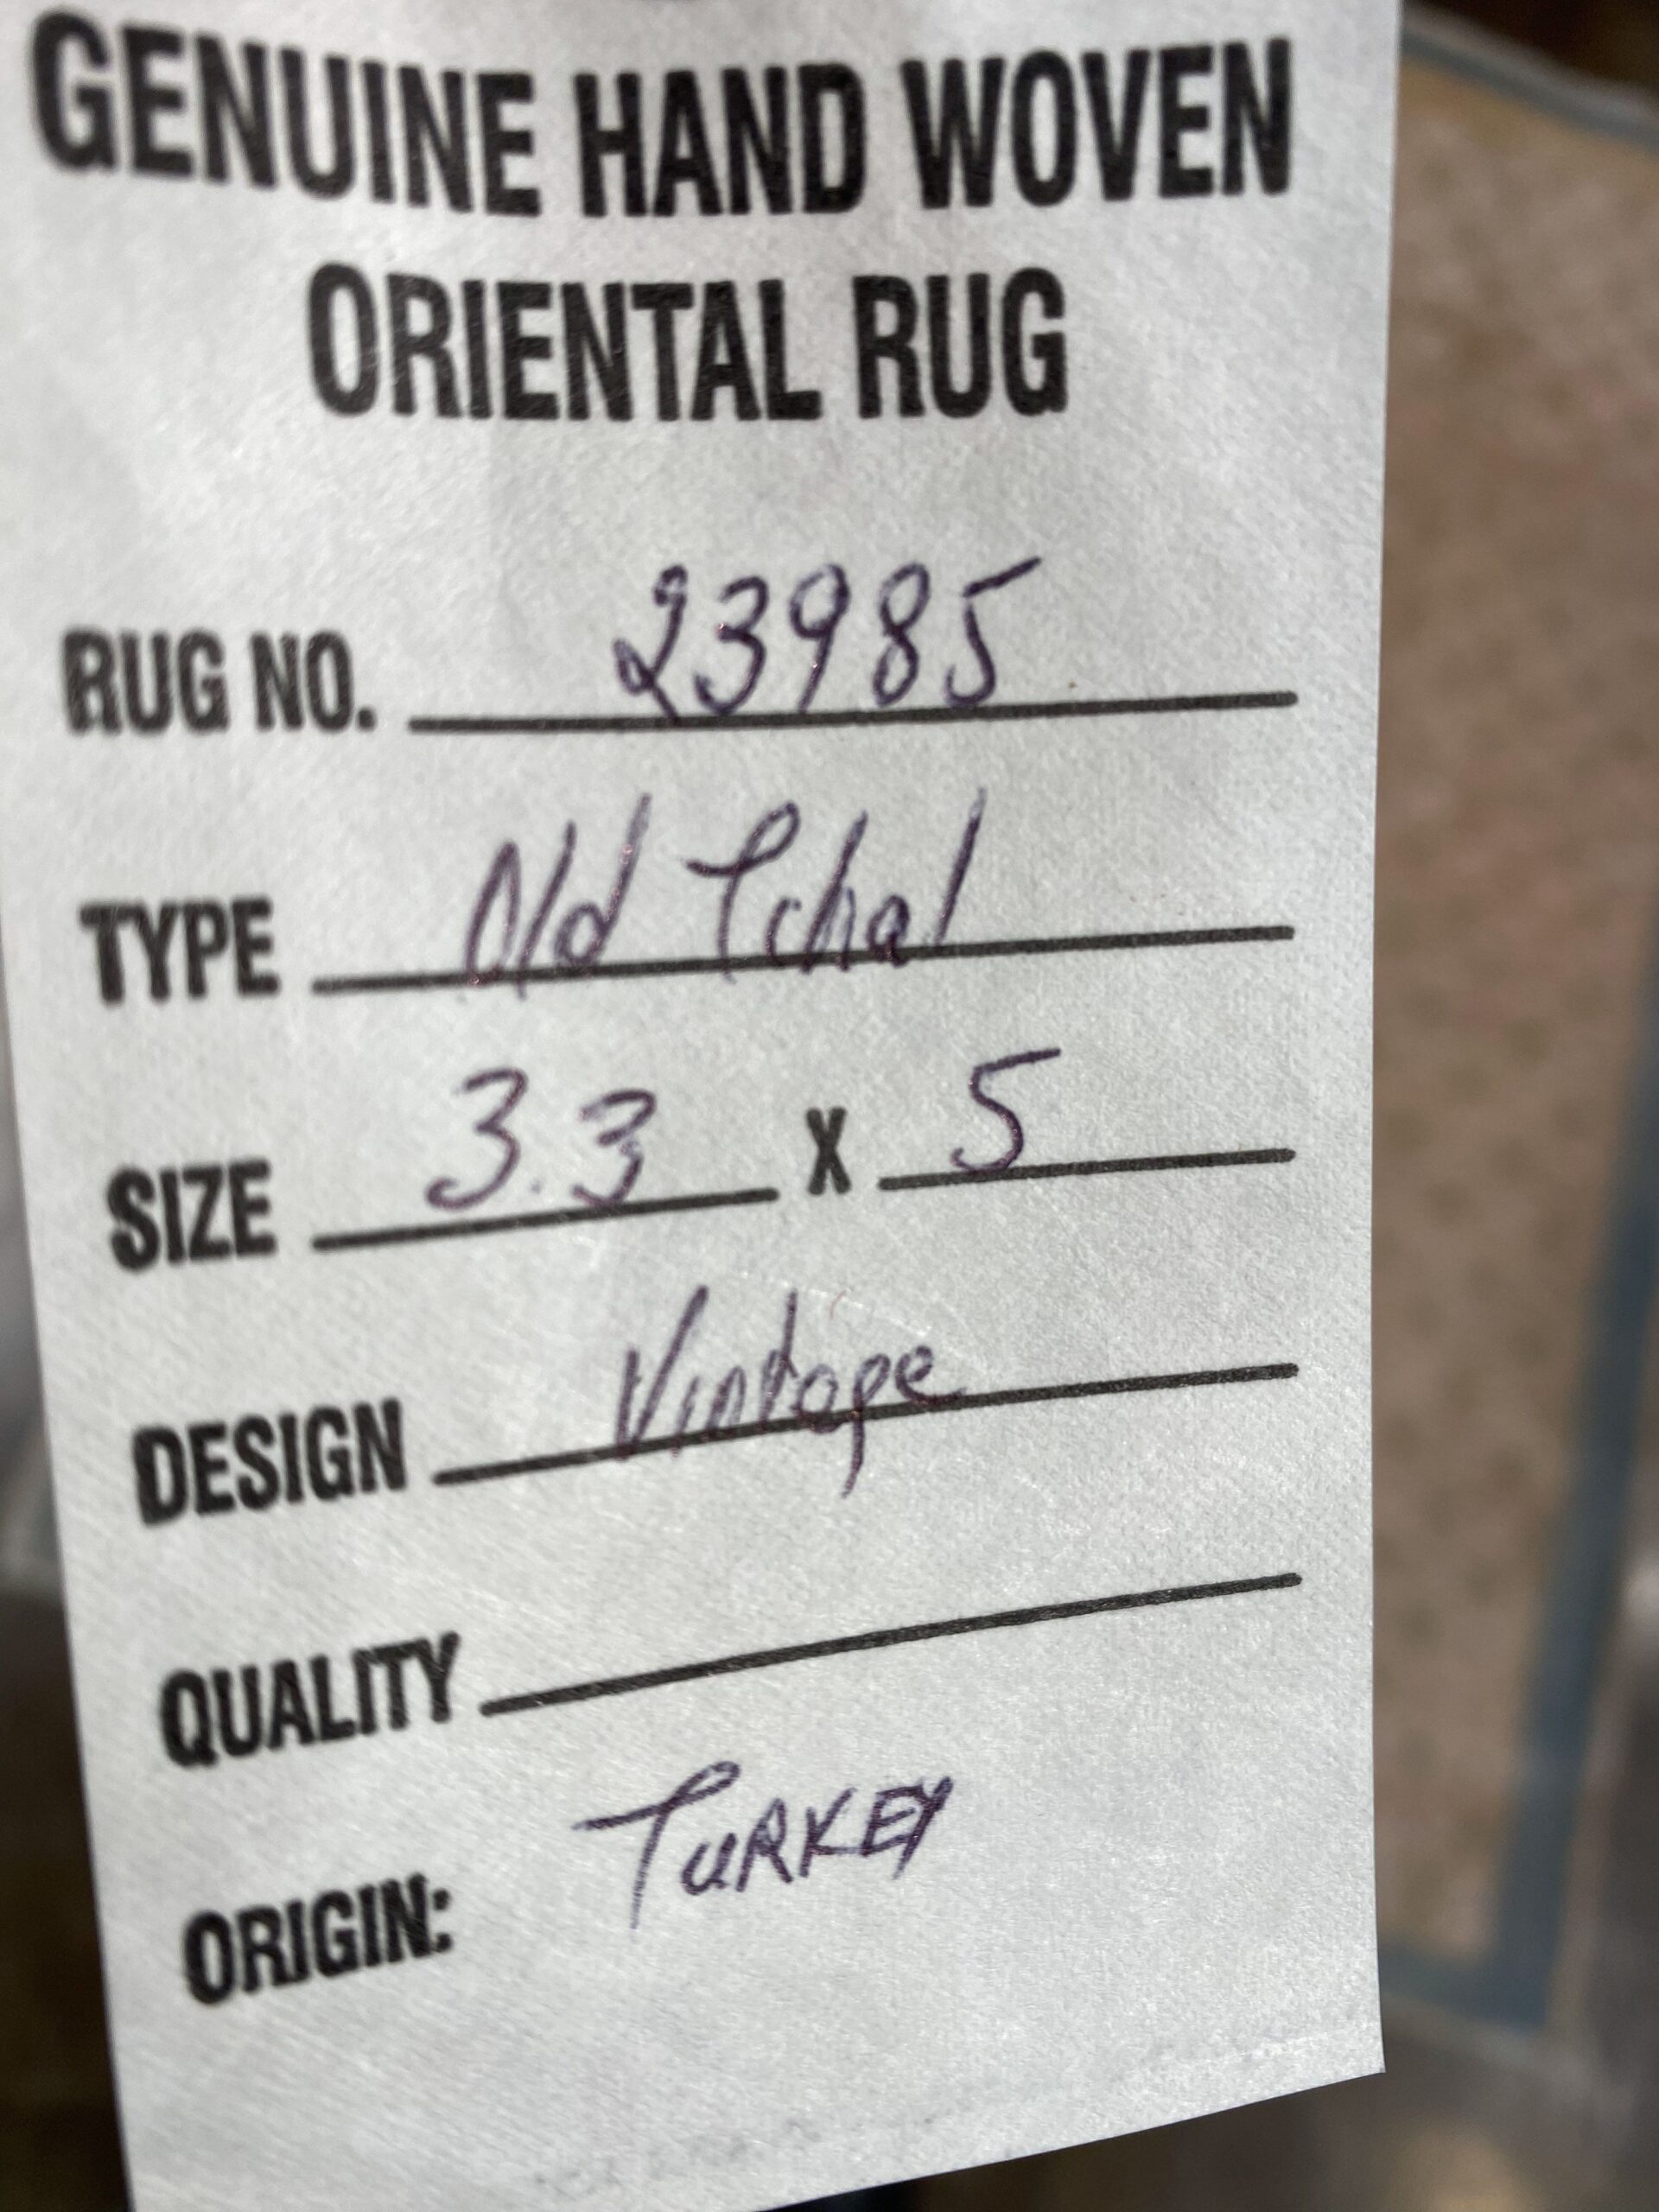 GENUINE HAND WOVEN
ORIENTAL RUG
RUG NO. 23985
TYPE Old Tchal
SIZE 3.3 X 5
DESIGN Vintage
QUALITY
ORIGIN: TURKEY